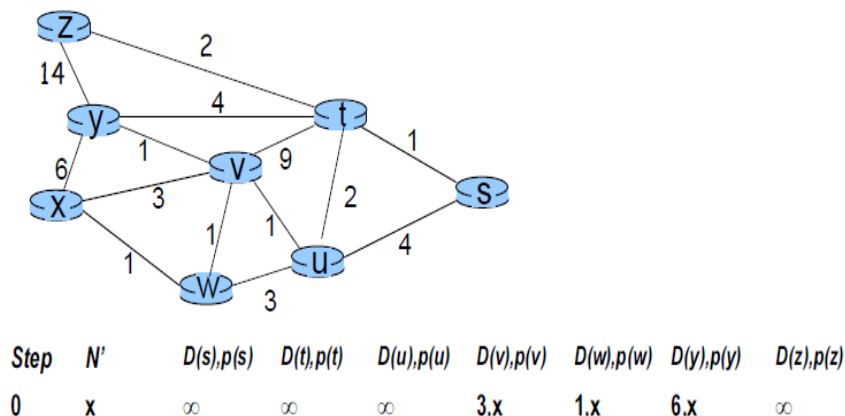 z
2
14
4
t
y
1
1
9
v
6
s
3
x
2
1
1
4
1
u
w
3
Step N' D(s),p(s) D(t),p(t) D(u),p(u) D(v),p(v) D(w),p(w) D(y),p(y) D(z),p(z)
0 x ∞ ∞ ∞ 3.x 1.x 6.x ∞